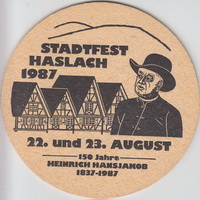 STADTFEST
HASLACH
1987
22. und 23. AUGUST
150 Jahre
HEINRICH HANSJAKOB
1837-1987